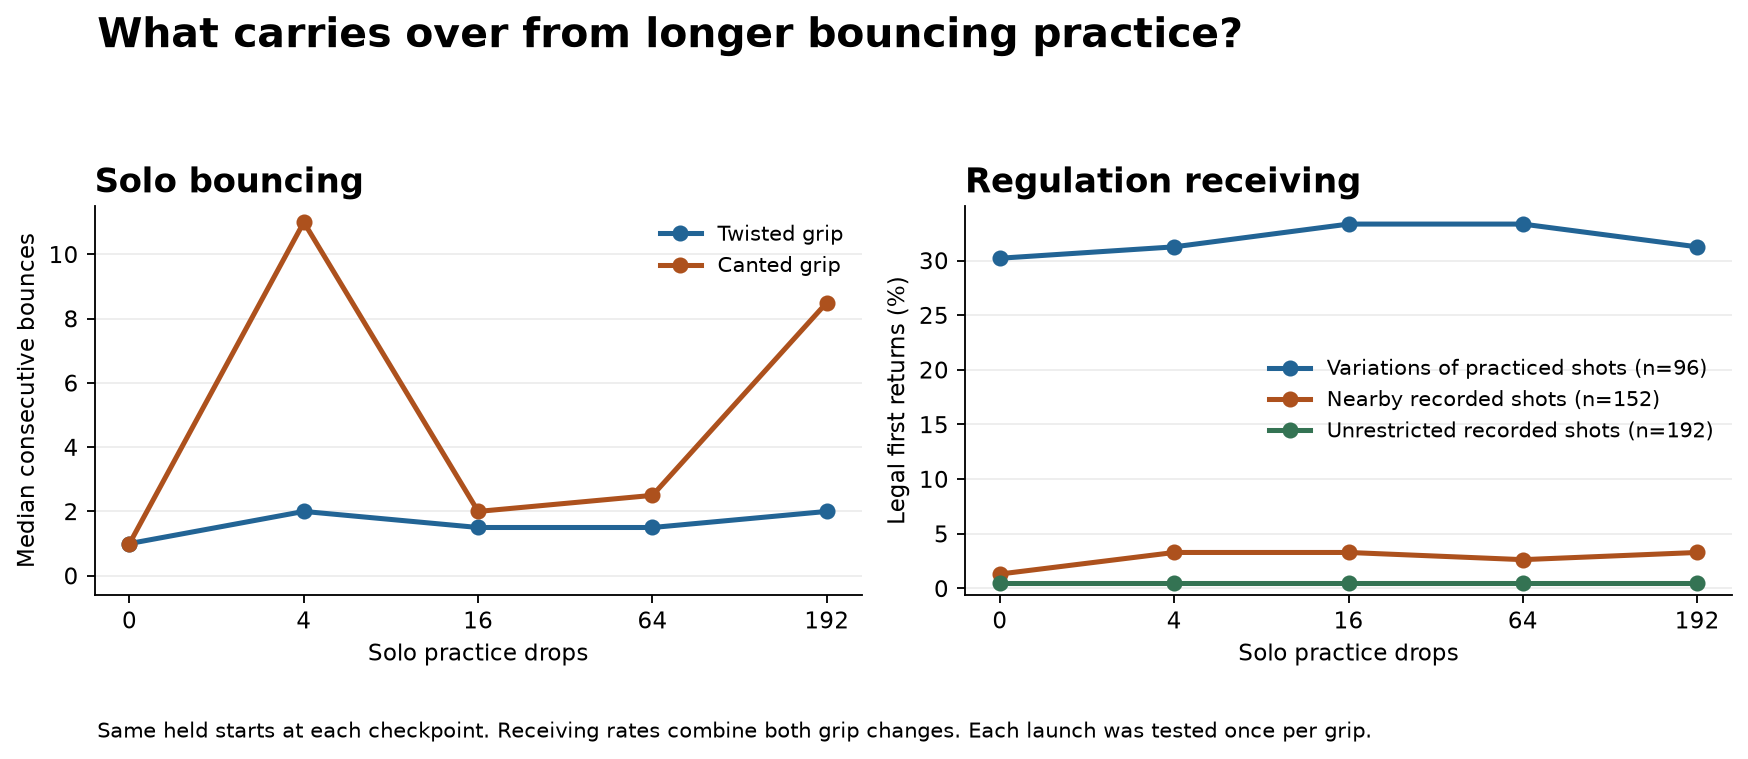 What carries over from longer bouncing practice?
Solo bouncing
Median consecutive bounces
10
8
6
4
2
0
Twisted grip
Canted grip
0 4 16 64 192
Solo practice drops
Regulation receiving
Legal first returns (%)
30
25
20
15
10
5
0
Variations of practiced shots (n=96)
Nearby recorded shots (n=152)
Unrestricted recorded shots (n=192)
0 4 16 64 192
Solo practice drops
Same held starts at each checkpoint. Receiving rates combine both grip changes. Each launch was tested once per grip.